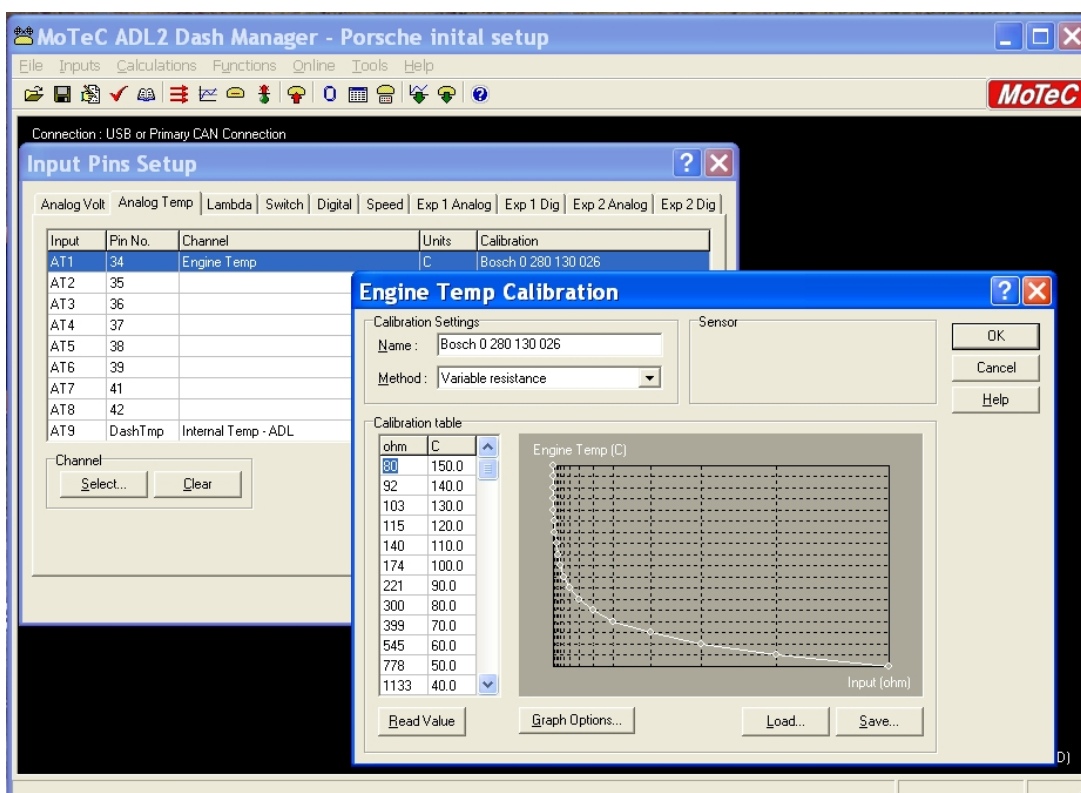 MoTeC ADL2 Dash Manager - Porsche inital setup
File Inputs Calculations Functions Online Tools Help
MoTeC
Connection : USB or Primary CAN Connection
Input Pins Setup
Analog Volt Analog Temp Lambda Switch Digital Speed Exp 1 Analog Exp 1 Dig Exp 2 Analog Exp 2 Dig
Input Pin No. Channel Units Calibration
AT1 34 Engine Temp C Bosch 0 280 130 026
AT2 35
AT3 36
AT4 37
AT5 38
AT6 39
AT7 41
AT8 42
AT9 DashTmp Internal Temp - ADL
Channel
Select... Clear
Engine Temp Calibration
Calibration Settings
Name : Bosch 0 280 130 026
Method : Variable resistance
Sensor
OK
Cancel
Help
Calibration table
ohm C
80 150.0
92 140.0
103 130.0
115 120.0
140 110.0
174 100.0
221 90.0
300 80.0
399 70.0
545 60.0
778 50.0
1133 40.0
Engine Temp (C)
Input (ohm)
Read Value Graph Options... Load... Save...
D)